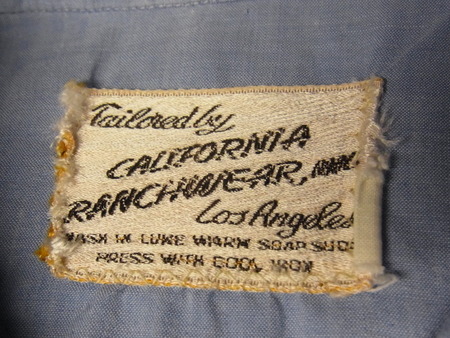 Tailored by
CALIFORNIA
RANCHWEAR, INC.
Los Angeles
WASH IN LUKE WARM SOAP SUDS
PRESS WITH COOL IRON